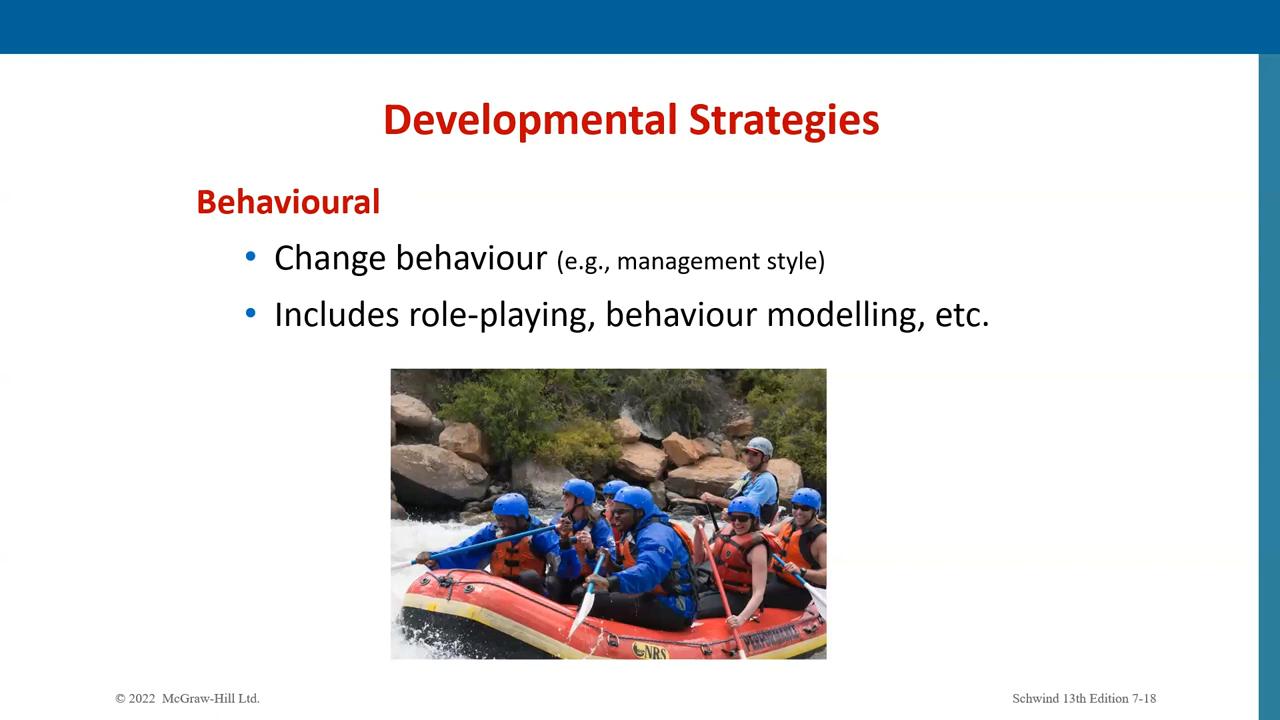 Developmental Strategies
Behavioural
• Change behaviour (e.g., management style)
• Includes role-playing, behaviour modelling, etc.
NRS
PERFORMANCE
© 2022 McGraw-Hill Ltd.
Schwind 13th Edition 7-18